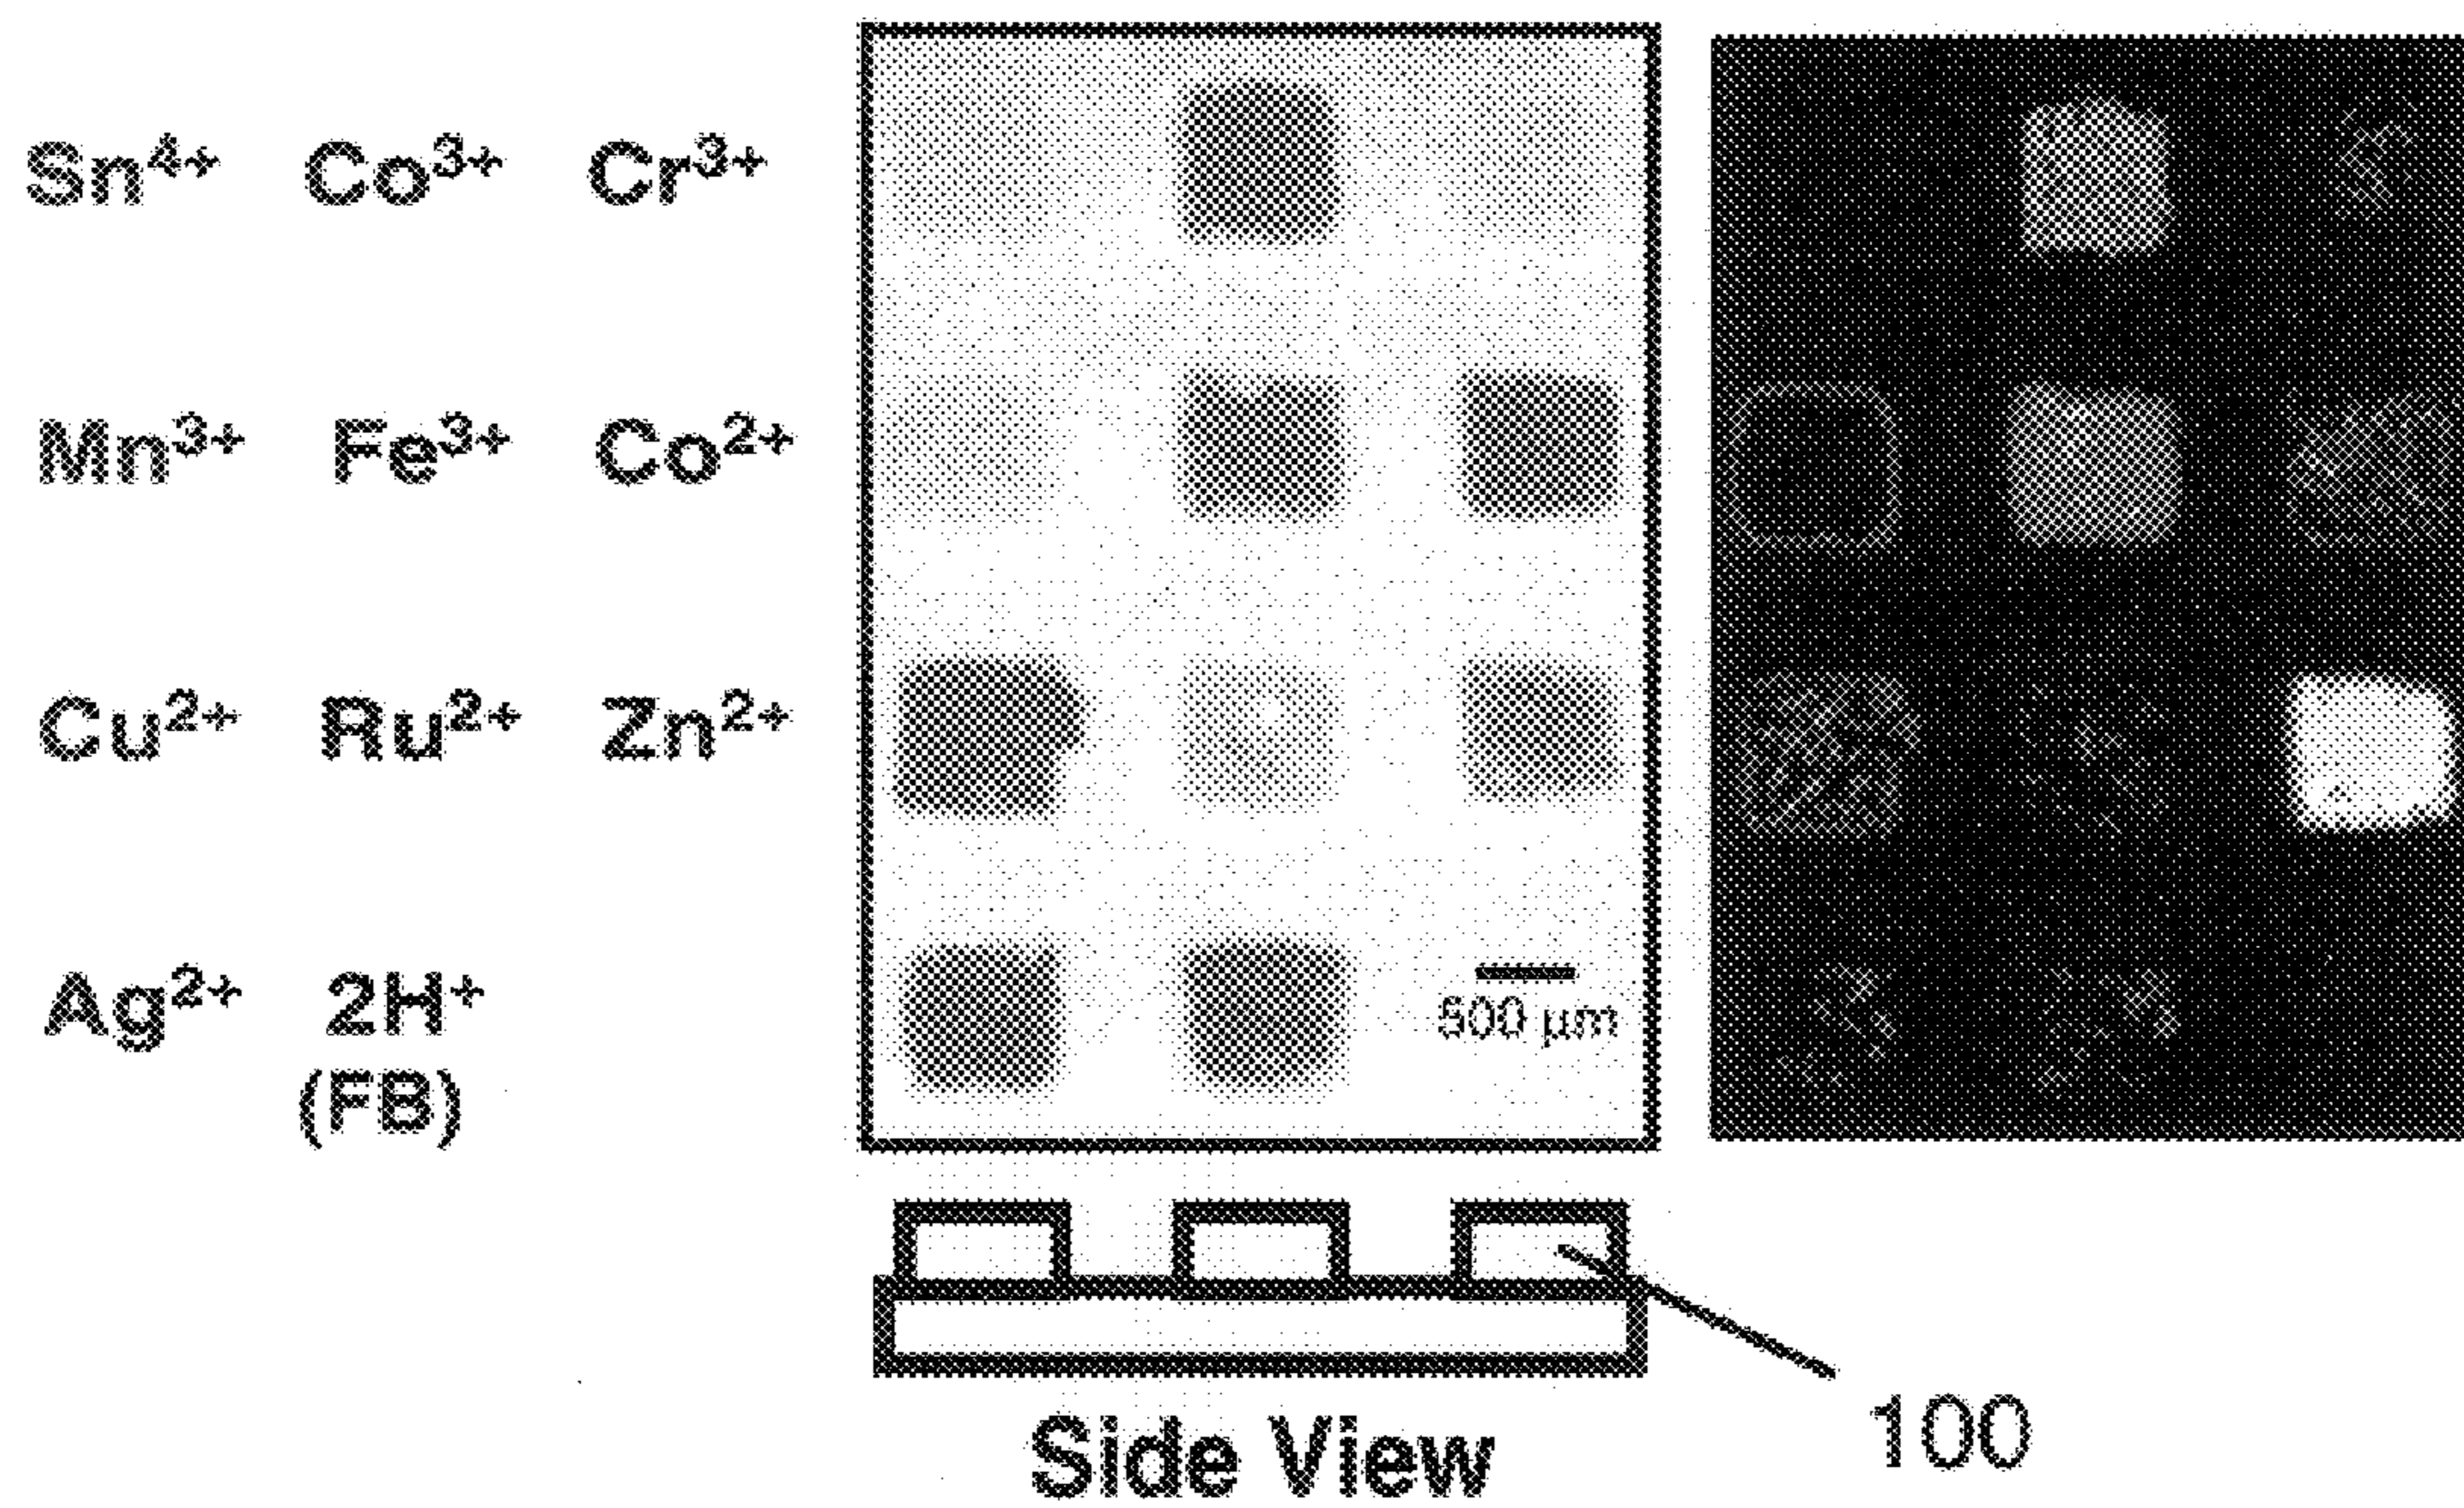 Sn⁴⁺ Co³⁺ Cr³⁺
Mn³⁺ Fe³⁺ Co²⁺
Cu²⁺ Ru²⁺ Zn²⁺
Ag²⁺ 2H⁺
(FB)
500 μm
Side View
100